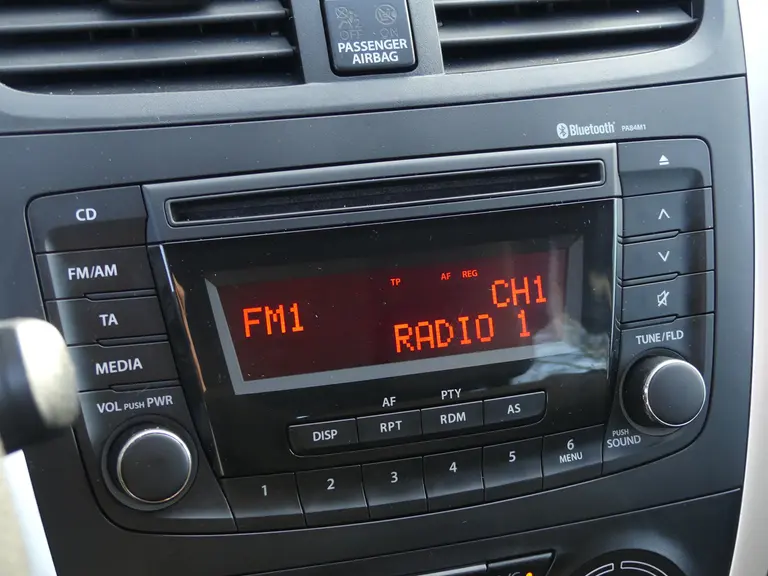 OFF OK
PASSENGER
AIRBAG
Bluetooth PA84M1
CD
FM/AM
TA
MEDIA
VOL PUSH PWR
TP AF REG
FM1 CH1
RADIO 1
TUNE/FLD
PUSH
SOUND
AF PTY
DISP RPT RDM AS
1 2 3 4 5 6
MENU